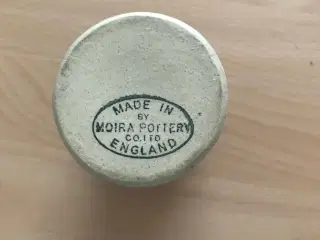 MADE IN
BY
MOIRA POTTERY
CO. LTD
ENGLAND